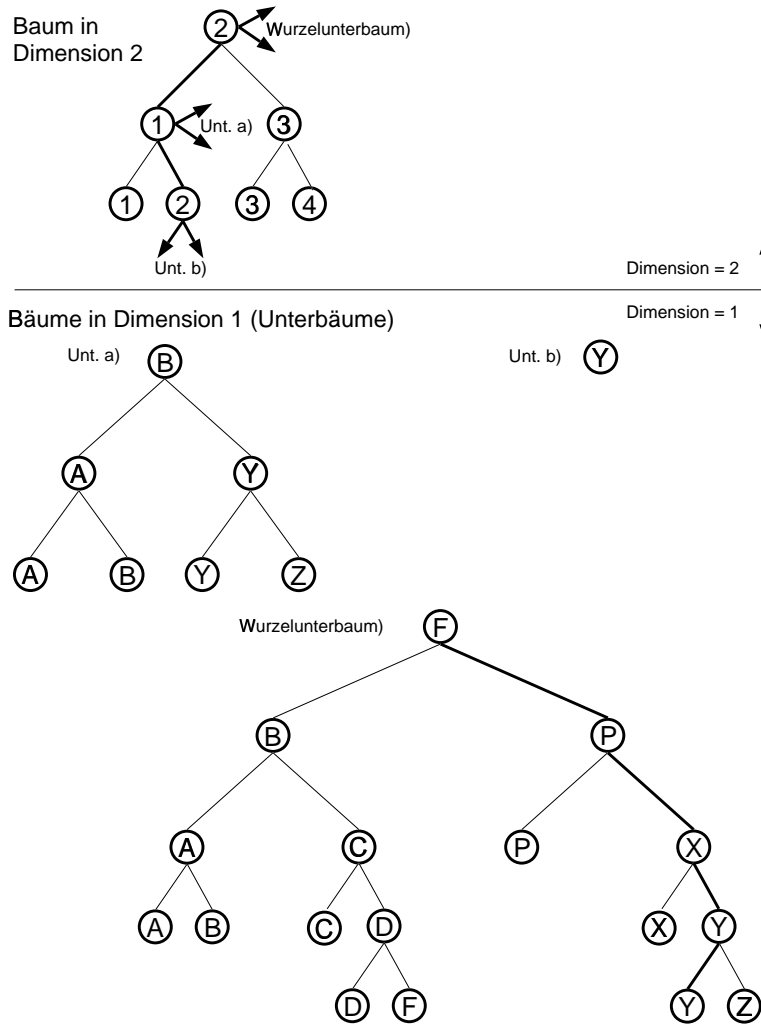 Baum in
Dimension 2
2
Wurzelunterbaum)
1
Unt. a)
3
1 2 3 4
Unt. b)
Dimension = 2
Bäume in Dimension 1 (Unterbäume)
Dimension = 1
Unt. a)
B
Unt. b)
Y
A Y
A B Y Z
Wurzelunterbaum)
F
B P
A C P X
A B C D X Y
D F Y Z